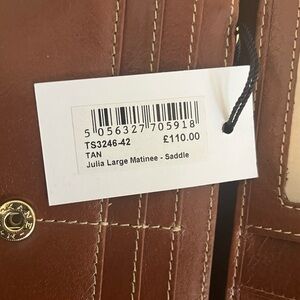 5 056327 705918
TS3246-42 £110.00
TAN
Julia Large Matinee - Saddle